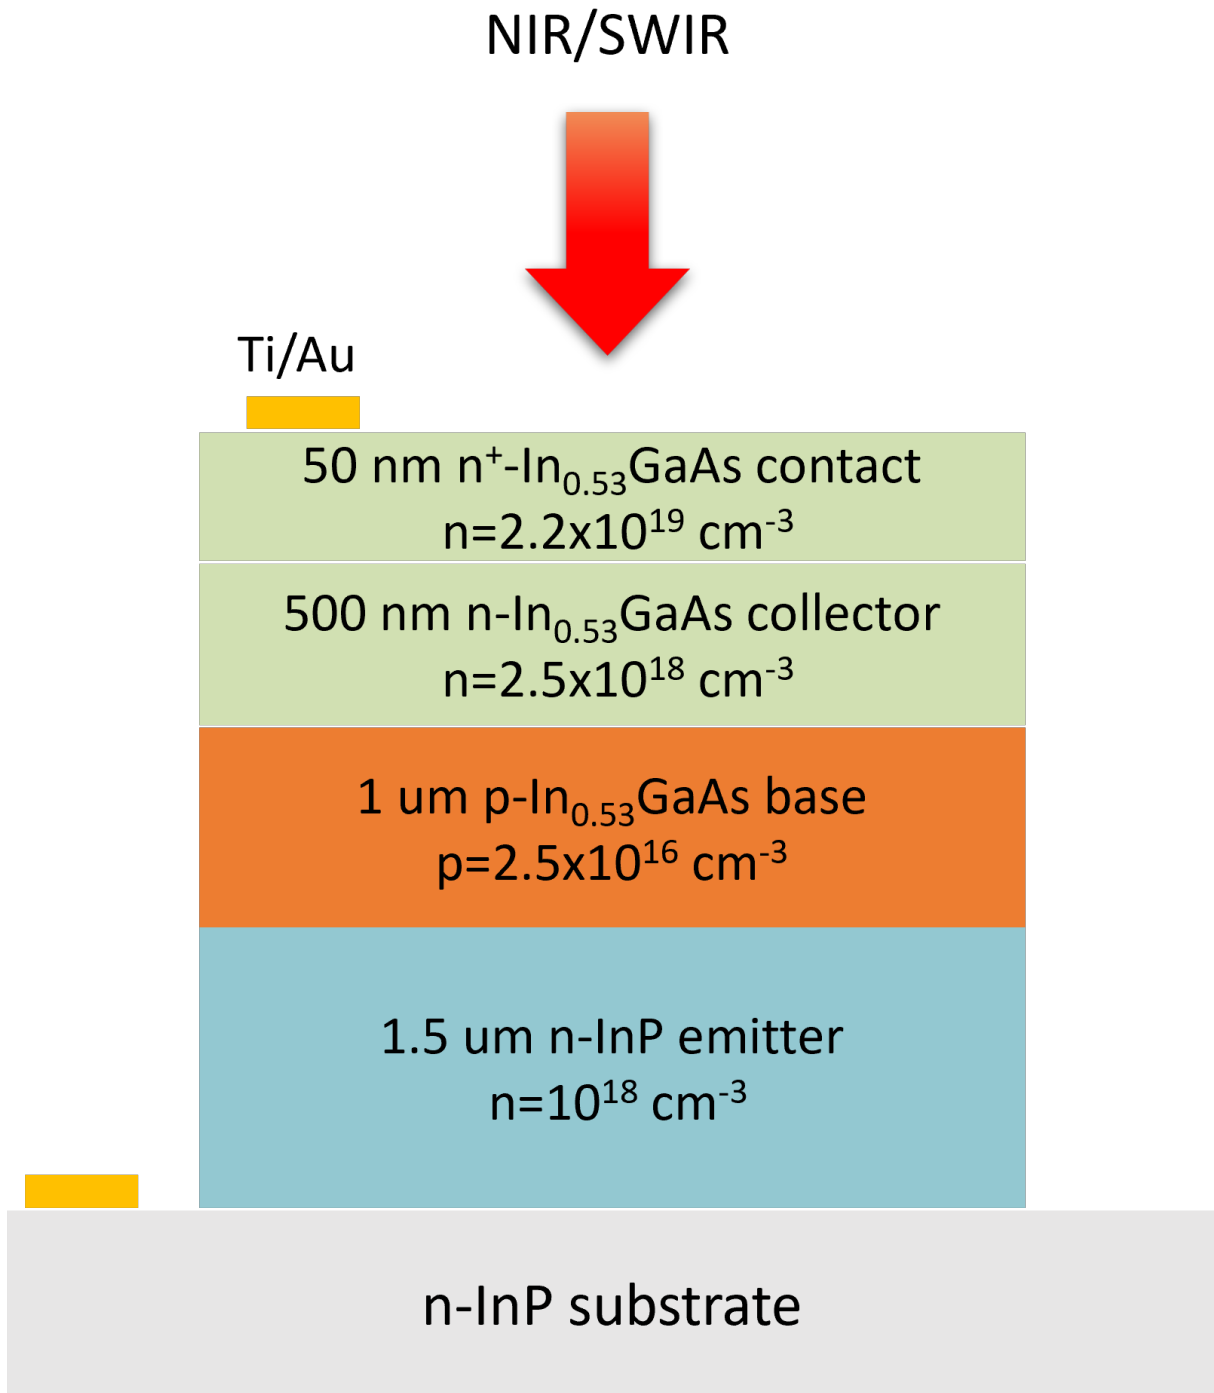 NIR/SWIR
Ti/Au
50 nm n⁺-In₀.₅₃GaAs contact
n=2.2x10¹⁹ cm⁻³
500 nm n-In₀.₅₃GaAs collector
n=2.5x10¹⁸ cm⁻³
1 um p-In₀.₅₃GaAs base
p=2.5x10¹⁶ cm⁻³
1.5 um n-InP emitter
n=10¹⁸ cm⁻³
n-InP substrate